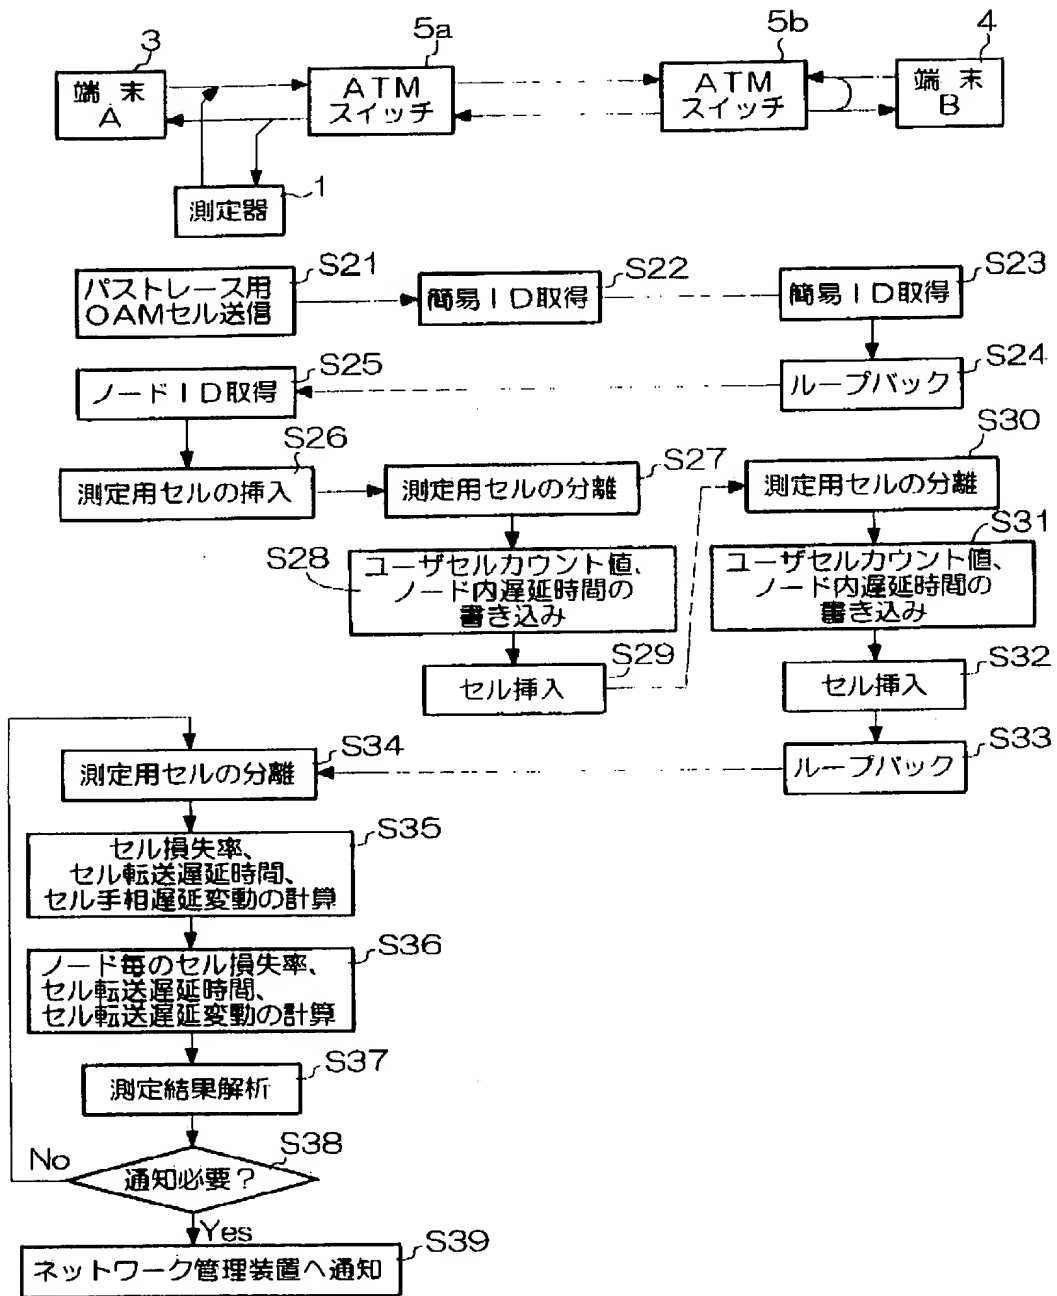 3
端末
A
5a
ATM
スイッチ
5b
ATM
スイッチ
4
端末
B
1
測定器
S21
パストレース用
OAMセル送信
S22
簡易ID取得
S23
簡易ID取得
S24
ループバック
S25
ノードID取得
S26
測定用セルの挿入
S27
測定用セルの分離
S28
ユーザセルカウント値、
ノード内遅延時間の
書き込み
S29
セル挿入
S30
測定用セルの分離
S31
ユーザセルカウント値、
ノード内遅延時間の
書き込み
S32
セル挿入
S33
ループバック
S34
測定用セルの分離
S35
セル損失率、
セル転送遅延時間、
セル手相遅延変動の計算
S36
ノード毎のセル損失率、
セル転送遅延時間、
セル転送遅延変動の計算
S37
測定結果解析
S38
No
通知必要?
Yes
S39
ネットワーク管理装置へ通知